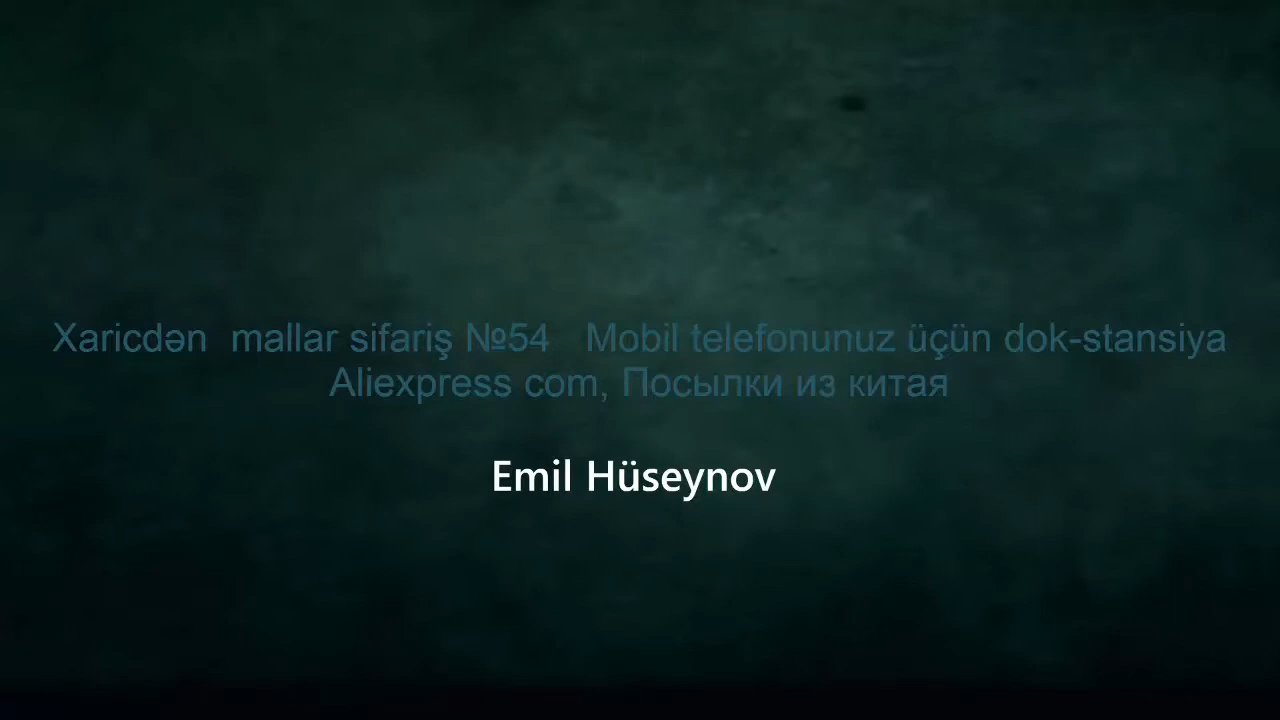 Xaricdən  mallar sifariş №54   Mobil telefonunuz üçün dok-stansiya
Aliexpress com, Посылки из китая
Emil Hüseynov